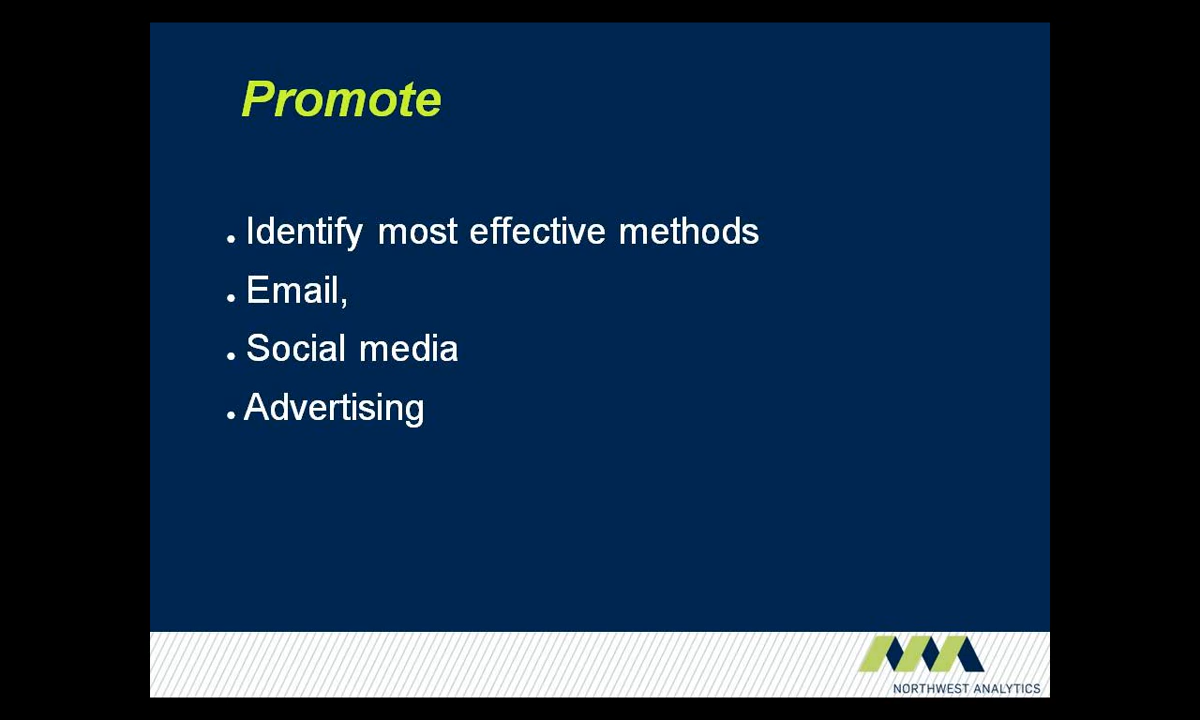 Promote
• Identify most effective methods
• Email,
• Social media
• Advertising
NORTHWEST ANALYTICS